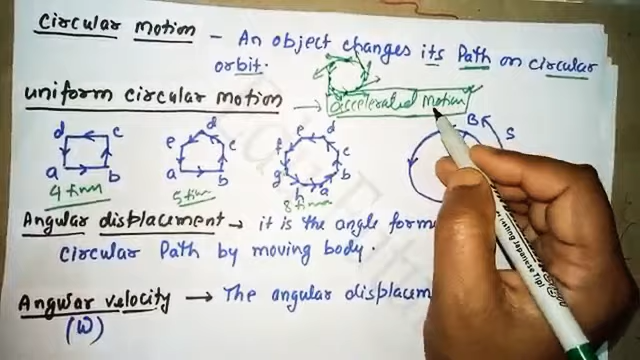 Circular motion - An object changes its Path on circular
orbit.
uniform circular motion → accelerated motion
d c e d c f e d c B S
a b a b g h a b
4 time 5 time 8 time
Angular displacement → it is the angle form
circular Path by moving body.
Angular velocity → The angular displacem
(W)